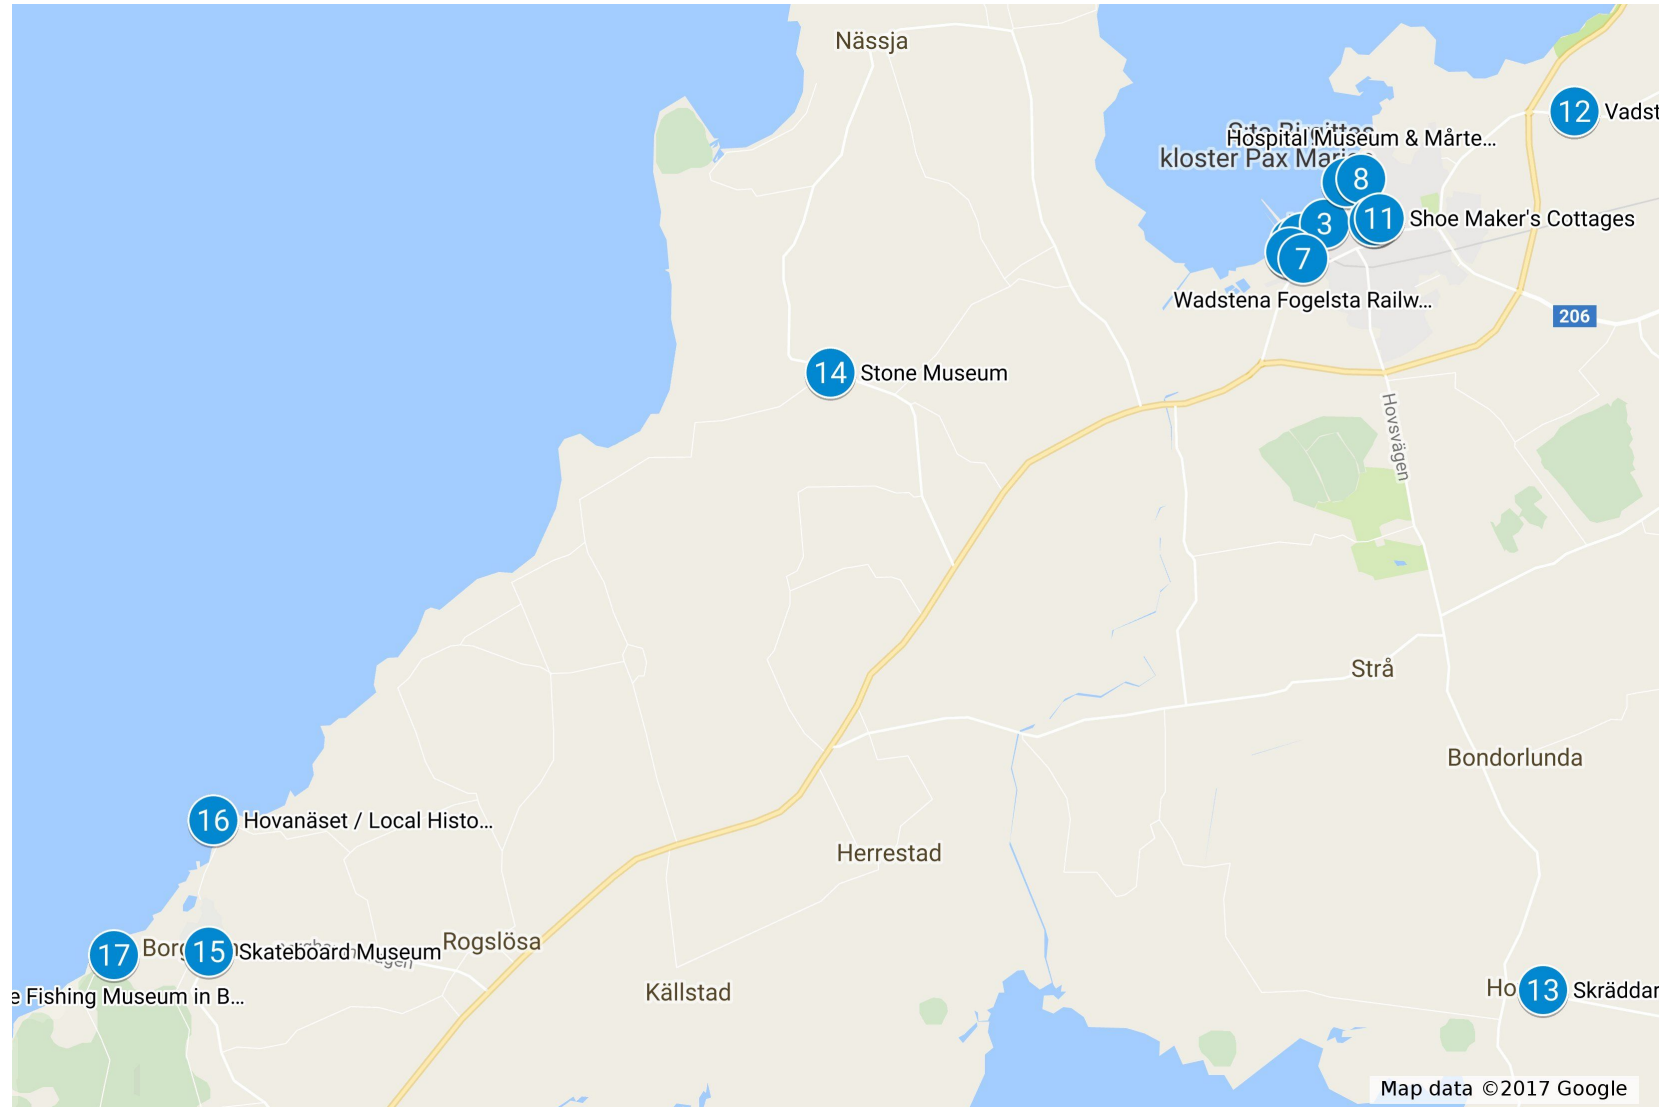 Nässja
12
Vadst
Hospital Museum & Mårte...
kloster Pax Mari
8
3
11
Shoe Maker's Cottages
7
Wadstena Fogelsta Railw...
206
14
Stone Museum
Hovsvägen
Strå
Bondorlunda
16
Hovanäset / Local Histo...
Herrestad
17
Borg
15
Skateboard Museum
Rogslösa
e Fishing Museum in B...
Källstad
Ho
13
Skräddar
Map data ©2017 Google